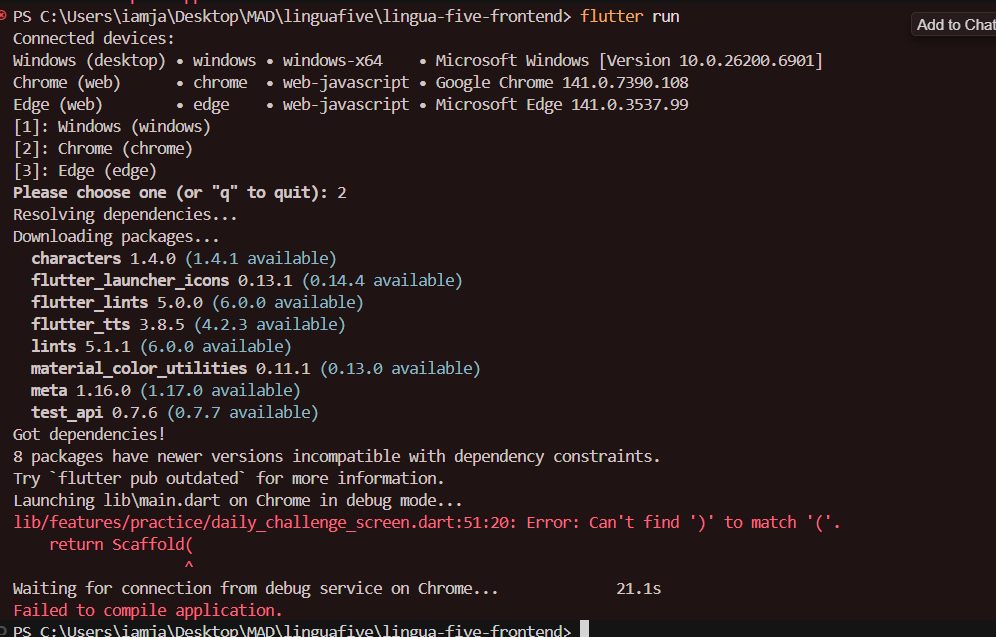 PS C:\Users\iamja\Desktop\MAD\linguafive\lingua-five-frontend> flutter run
Add to Chat
Connected devices:
Windows (desktop) • windows • windows-x64    • Microsoft Windows [Version 10.0.26200.6901]
Chrome (web)      • chrome  • web-javascript • Google Chrome 141.0.7390.108
Edge (web)        • edge    • web-javascript • Microsoft Edge 141.0.3537.99
[1]: Windows (windows)
[2]: Chrome (chrome)
[3]: Edge (edge)
Please choose one (or "q" to quit): 2
Resolving dependencies...
Downloading packages...
  characters 1.4.0 (1.4.1 available)
  flutter_launcher_icons 0.13.1 (0.14.4 available)
  flutter_lints 5.0.0 (6.0.0 available)
  flutter_tts 3.8.5 (4.2.3 available)
  lints 5.1.1 (6.0.0 available)
  material_color_utilities 0.11.1 (0.13.0 available)
  meta 1.16.0 (1.17.0 available)
  test_api 0.7.6 (0.7.7 available)
Got dependencies!
8 packages have newer versions incompatible with dependency constraints.
Try `flutter pub outdated` for more information.
Launching lib\main.dart on Chrome in debug mode...
lib/features/practice/daily_challenge_screen.dart:51:20: Error: Can't find ')' to match '('.
    return Scaffold(
                   ^
Waiting for connection from debug service on Chrome...             21.1s
Failed to compile application.
PS C:\Users\iamja\Desktop\MAD\linguafive\lingua-five-frontend>